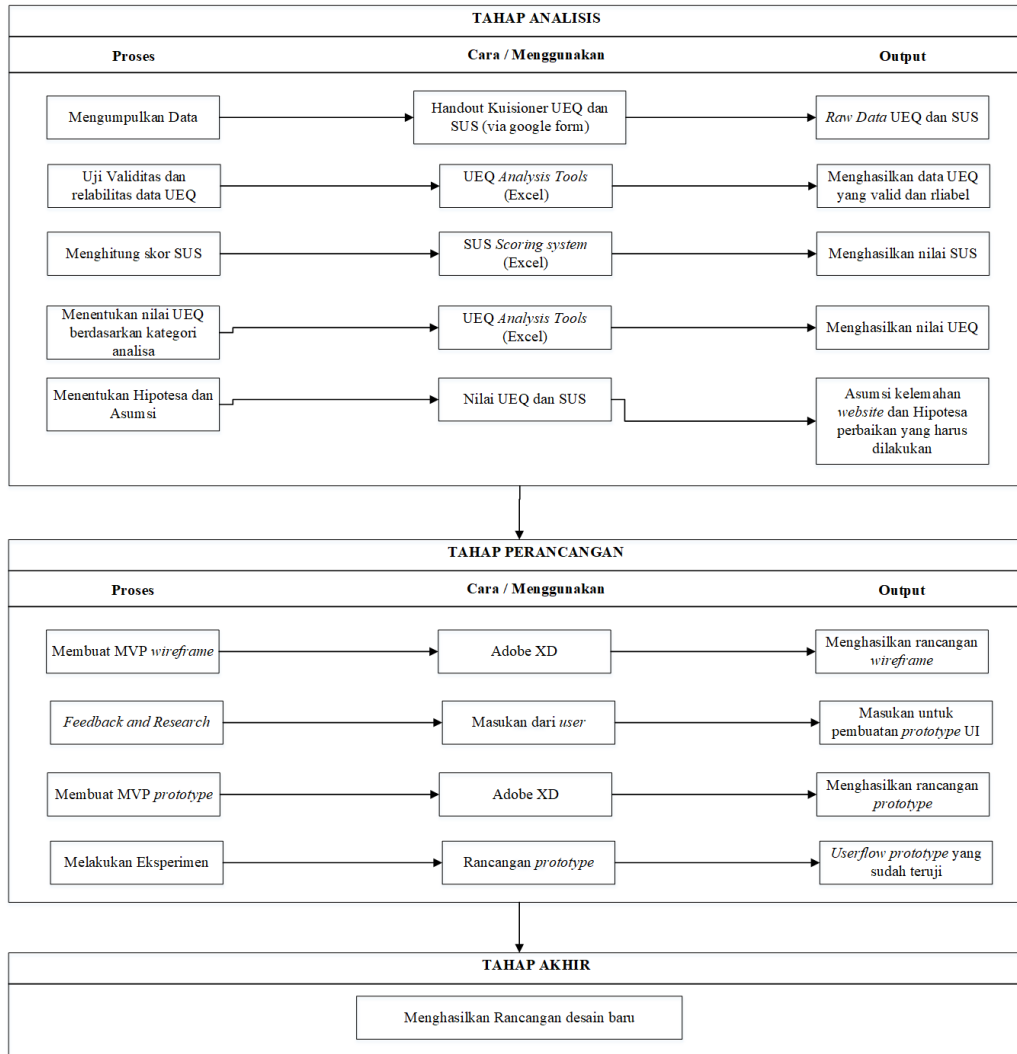 TAHAP ANALISIS
Proses
Cara / Menggunakan
Output
Mengumpulkan Data
Handout Kuisioner UEQ dan
SUS (via google form)
Raw Data UEQ dan SUS
Uji Validitas dan
relabilitas data UEQ
UEQ Analysis Tools
(Excel)
Menghasilkan data UEQ
yang valid dan rliabel
Menghitung skor SUS
SUS Scoring system
(Excel)
Menghasilkan nilai SUS
Menentukan nilai UEQ
berdasarkan kategori
analisa
UEQ Analysis Tools
(Excel)
Menghasilkan nilai UEQ
Menentukan Hipotesa dan
Asumsi
Nilai UEQ dan SUS
Asumsi kelemahan
website dan Hipotesa
perbaikan yang harus
dilakukan
TAHAP PERANCANGAN
Proses
Cara / Menggunakan
Output
Membuat MVP wireframe
Adobe XD
Menghasilkan rancangan
wireframe
Feedback and Research
Masukan dari user
Masukan untuk
pembuatan prototype UI
Membuat MVP prototype
Adobe XD
Menghasilkan rancangan
prototype
Melakukan Eksperimen
Rancangan prototype
Userflow prototype yang
sudah teruji
TAHAP AKHIR
Menghasilkan Rancangan desain baru